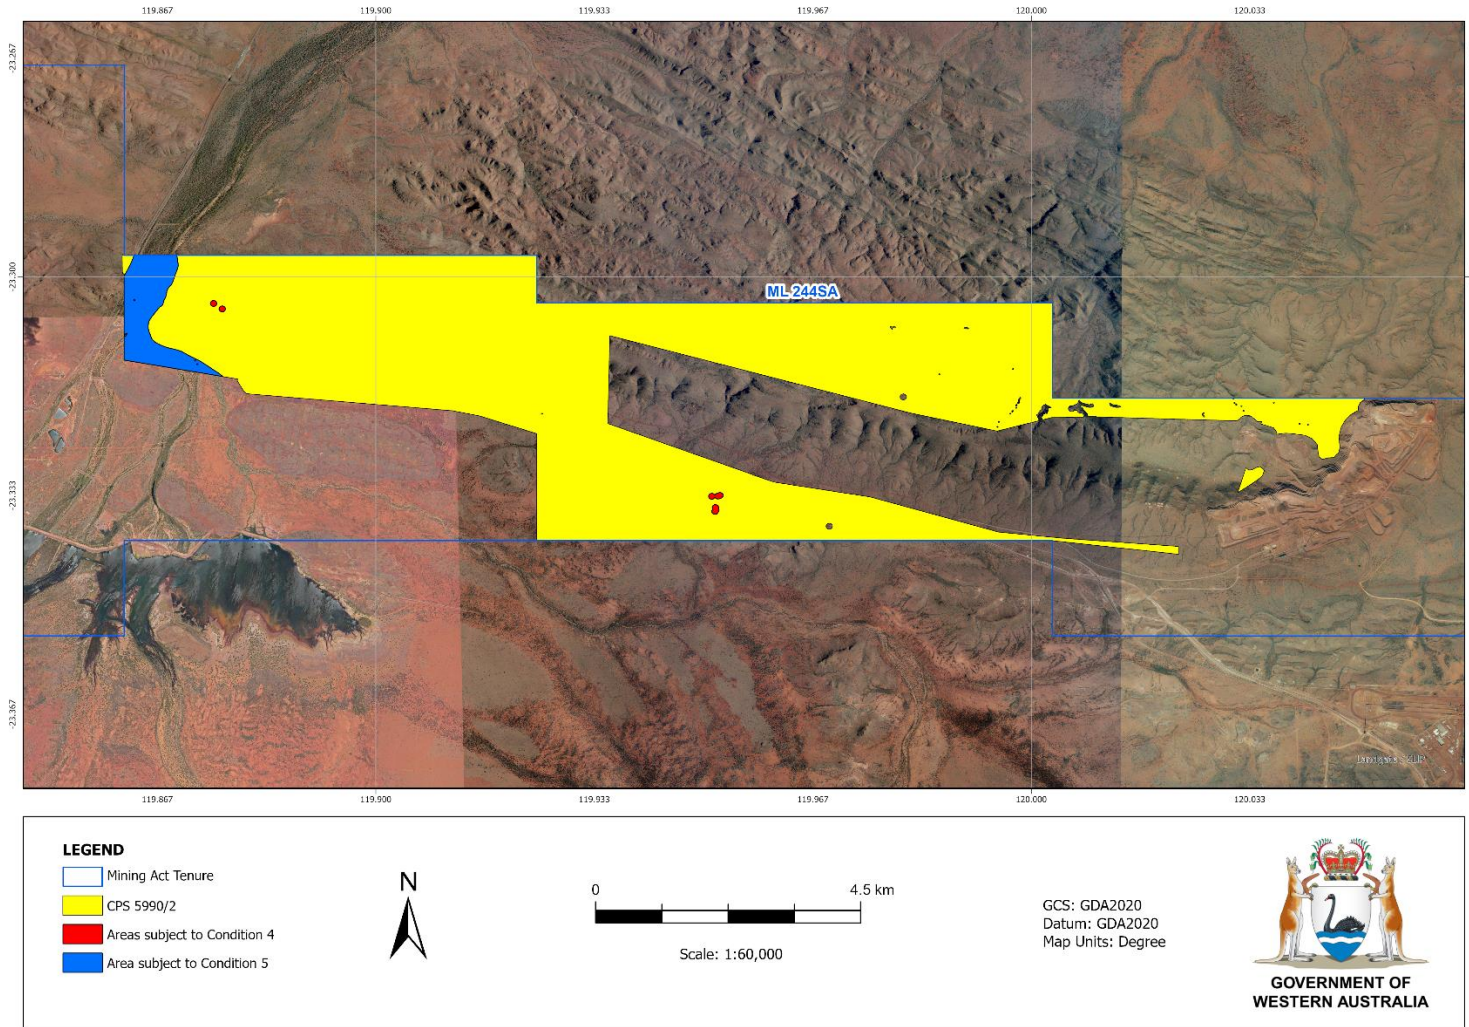 119.867 119.900 119.933 119.967 120.000 120.033
-23.267
-23.300
-23.333
-23.367
ML 244SA
119.867 119.900 119.933 119.967 120.000 120.033
LEGEND
Mining Act Tenure
CPS 5990/2
Areas subject to Condition 4
Area subject to Condition 5
N
0 4.5 km
Scale: 1:60,000
GCS: GDA2020
Datum: GDA2020
Map Units: Degree
GOVERNMENT OF
WESTERN AUSTRALIA